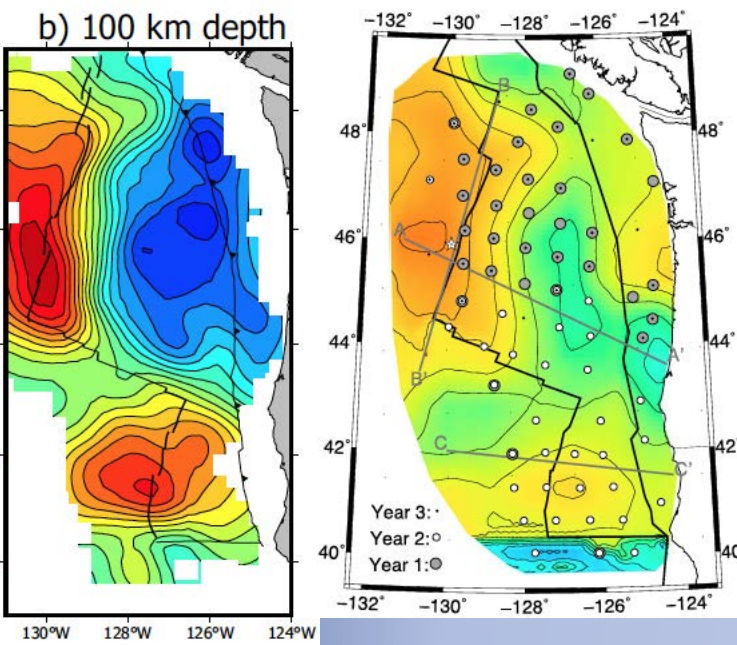 b) 100 km depth
130°W 128°W 126°W 124°W
−132° −130° −128° −126° −124°
48° 48°
46° 46°
44° 44°
42° 42°
40° 40°
B
A
A'
B'
C
C'
Year 3:
Year 2:
Year 1:
−132° −130° −128° −126° −124°